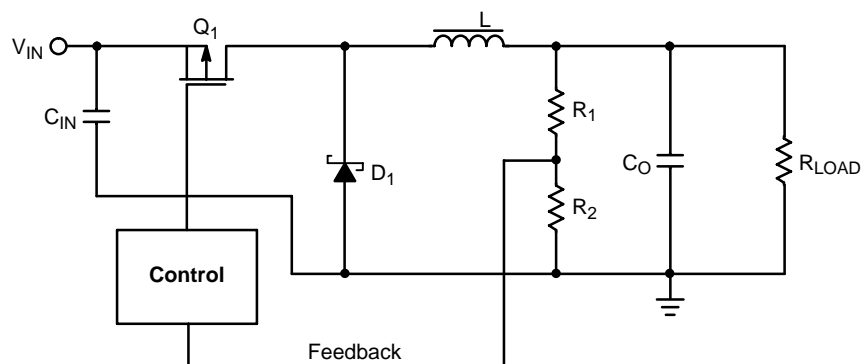 Q1
L
VIN
CIN
R1
D1
CO
RLOAD
R2
Control
Feedback